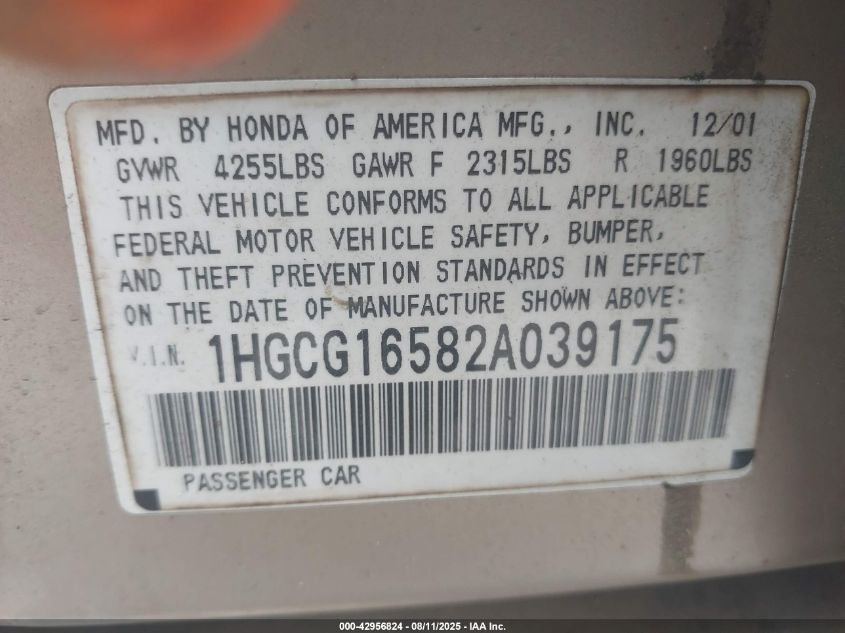 MFD. BY HONDA OF AMERICA MFG., INC. 12/01
GVWR 4255LBS GAWR F 2315LBS R 1960LBS
THIS VEHICLE CONFORMS TO ALL APPLICABLE
FEDERAL MOTOR VEHICLE SAFETY, BUMPER,
AND THEFT PREVENTION STANDARDS IN EFFECT
ON THE DATE OF MANUFACTURE SHOWN ABOVE:
V.I.N. 1HGCG16582A039175
PASSENGER CAR
000-42956824 - 08/11/2025 - IAA Inc.